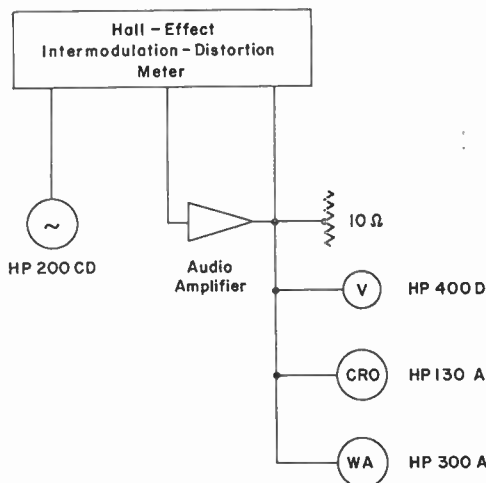 Hall-Effect
Intermodulation-Distortion
Meter
~
HP 200 CD
Audio
Amplifier
10 Ω
V
HP 400 D
CRO
HP 130 A
WA
HP 300 A